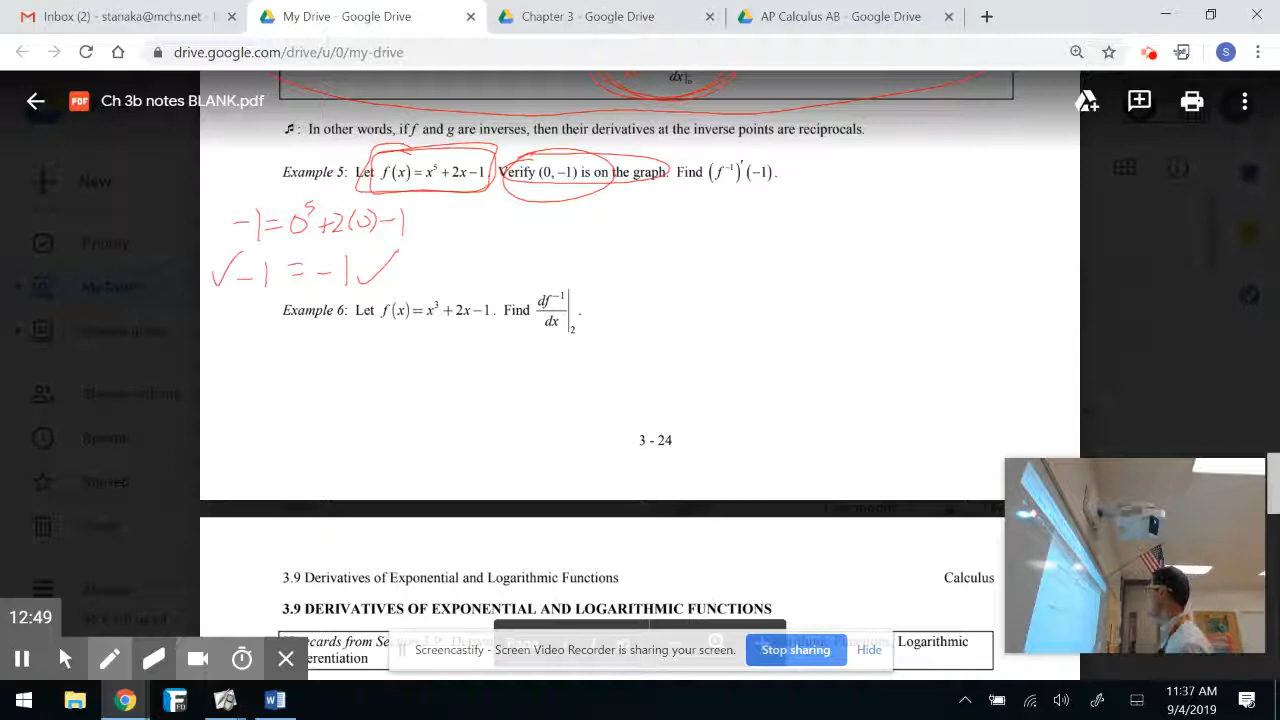 Inbox (2) - stanaka@mchs.net - m
My Drive - Google Drive
Chapter 3 - Google Drive
AP Calculus AB - Google Drive
drive.google.com/drive/u/0/my-drive
S
PDF Ch 3b notes BLANK.pdf
dx|b
♬: In other words, if f and g are inverses, then their derivatives at the inverse points are reciprocals.
Example 5: Let f(x) = x⁵ + 2x − 1. Verify (0, −1) is on the graph. Find (f⁻¹)′(−1).
-1 = 0⁵ + 2(0) - 1
✓ -1 = -1 ✓
Example 6: Let f(x) = x³ + 2x − 1. Find df⁻¹/dx|₂.
3 - 24
New
Priority
Recent
Starred
3.9 Derivatives of Exponential and Logarithmic Functions Calculus
3.9 DERIVATIVES OF EXPONENTIAL AND LOGARITHMIC FUNCTIONS
Logarithmic
12:49
Screencastify - Screen Video Recorder is sharing your screen.
Stop sharing
Hide
11:37 AM
9/4/2019